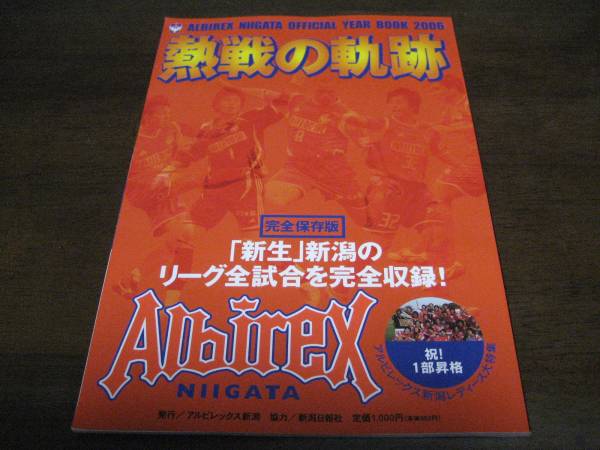 ALBIREX NIIGATA OFFICIAL YEAR BOOK 2006
熱戦の軌跡
完全保存版
「新生」新潟の
リーグ全試合を完全収録!
Albirex
NIIGATA
祝!
1部昇格
アルビレックス新潟レディース大特集
発行/アルビレックス新潟 協力/新潟日報社 定価1,000円